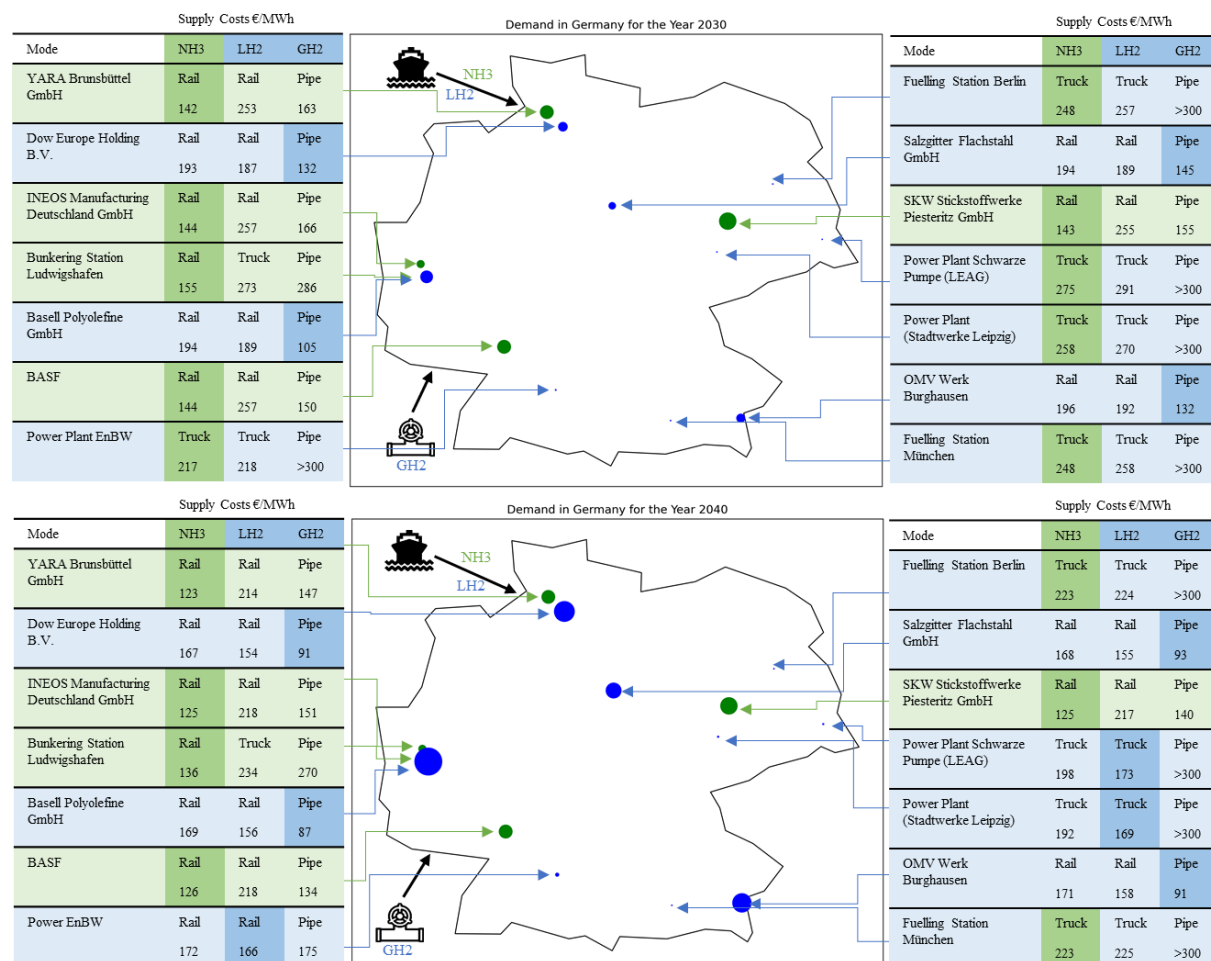 Supply Costs €/MWh
Mode NH3 LH2 GH2
YARA Brunsbüttel Rail Rail Pipe
GmbH
142 253 163
Dow Europe Holding Rail Rail Pipe
B.V.
193 187 132
INEOS Manufacturing Rail Rail Pipe
Deutschland GmbH
144 257 166
Bunkering Station Rail Truck Pipe
Ludwigshafen
155 273 286
Basell Polyolefine Rail Rail Pipe
GmbH
194 189 105
BASF Rail Rail Pipe
144 257 150
Power Plant EnBW Truck Truck Pipe
217 218 >300
Demand in Germany for the Year 2030
NH3
LH2
GH2
Supply Costs €/MWh
Mode NH3 LH2 GH2
Fuelling Station Berlin Truck Truck Pipe
248 257 >300
Salzgitter Flachstahl Rail Rail Pipe
GmbH
194 189 145
SKW Stickstoffwerke Rail Rail Pipe
Piesteritz GmbH
143 255 155
Power Plant Schwarze Truck Truck Pipe
Pumpe (LEAG)
275 291 >300
Power Plant Truck Truck Pipe
(Stadtwerke Leipzig)
258 270 >300
OMV Werk Rail Rail Pipe
Burghausen
196 192 132
Fuelling Station Truck Truck Pipe
München
248 258 >300
Supply Costs €/MWh
Mode NH3 LH2 GH2
YARA Brunsbüttel Rail Rail Pipe
GmbH
123 214 147
Dow Europe Holding Rail Rail Pipe
B.V.
167 154 91
INEOS Manufacturing Rail Rail Pipe
Deutschland GmbH
125 218 151
Bunkering Station Rail Truck Pipe
Ludwigshafen
136 234 270
Basell Polyolefine Rail Rail Pipe
GmbH
169 156 87
BASF Rail Rail Pipe
126 218 134
Power EnBW Rail Rail Pipe
172 166 175
Demand in Germany for the Year 2040
NH3
LH2
GH2
Supply Costs €/MWh
Mode NH3 LH2 GH2
Fuelling Station Berlin Truck Truck Pipe
223 224 >300
Salzgitter Flachstahl Rail Rail Pipe
GmbH
168 155 93
SKW Stickstoffwerke Rail Rail Pipe
Piesteritz GmbH
125 217 140
Power Plant Schwarze Truck Truck Pipe
Pumpe (LEAG)
198 173 >300
Power Plant Truck Truck Pipe
(Stadtwerke Leipzig)
192 169 >300
OMV Werk Rail Rail Pipe
Burghausen
171 158 91
Fuelling Station Truck Truck Pipe
München
223 225 >300